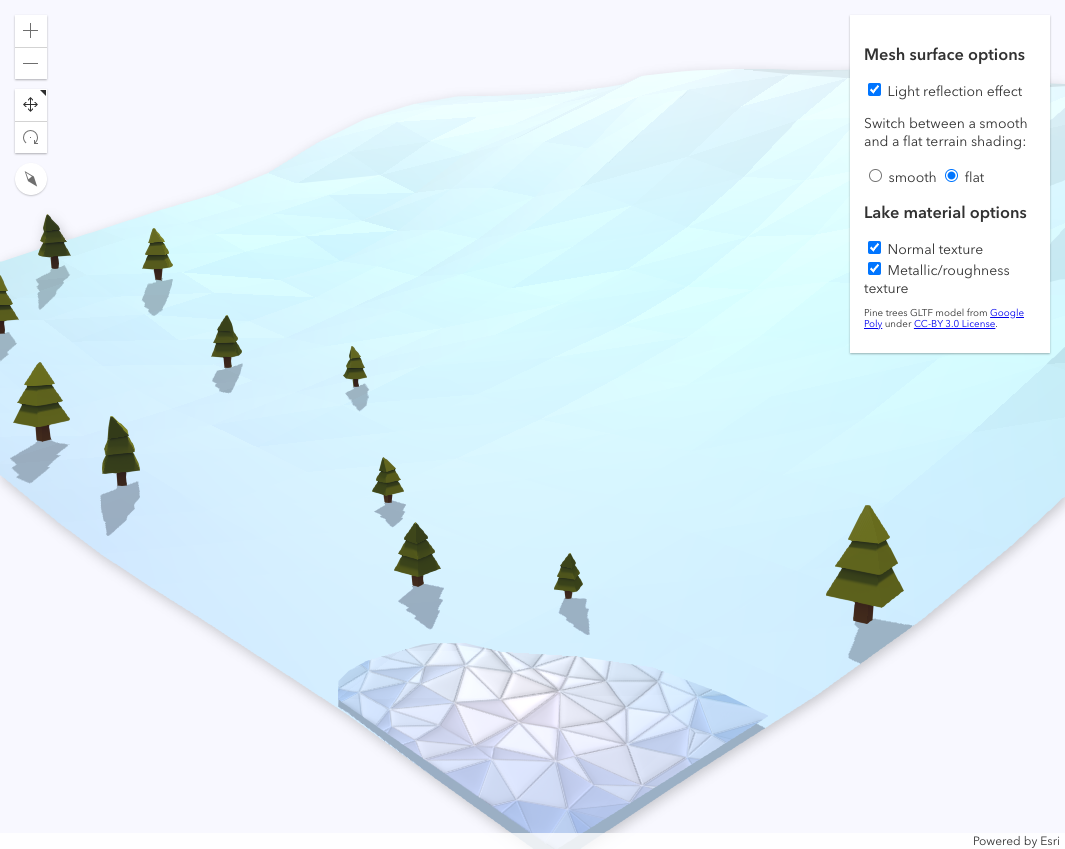 Mesh surface options
Light reflection effect
Switch between a smooth
and a flat terrain shading:
smooth flat
Lake material options
Normal texture
Metallic/roughness
texture
Pine trees GLTF model from Google
Poly under CC-BY 3.0 License.
Powered by Esri